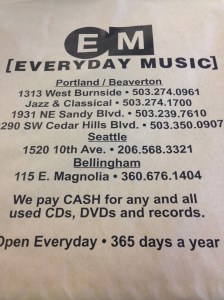 EM
[EVERYDAY MUSIC]
Portland / Beaverton
1313 West Burnside • 503.274.0961
Jazz & Classical • 503.274.1700
1931 NE Sandy Blvd. • 503.239.7610
290 SW Cedar Hills Blvd. • 503.350.0907
Seattle
1520 10th Ave. • 206.568.3321
Bellingham
115 E. Magnolia • 360.676.1404
We pay CASH for any and all
used CDs, DVDs and records.
Open Everyday • 365 days a year